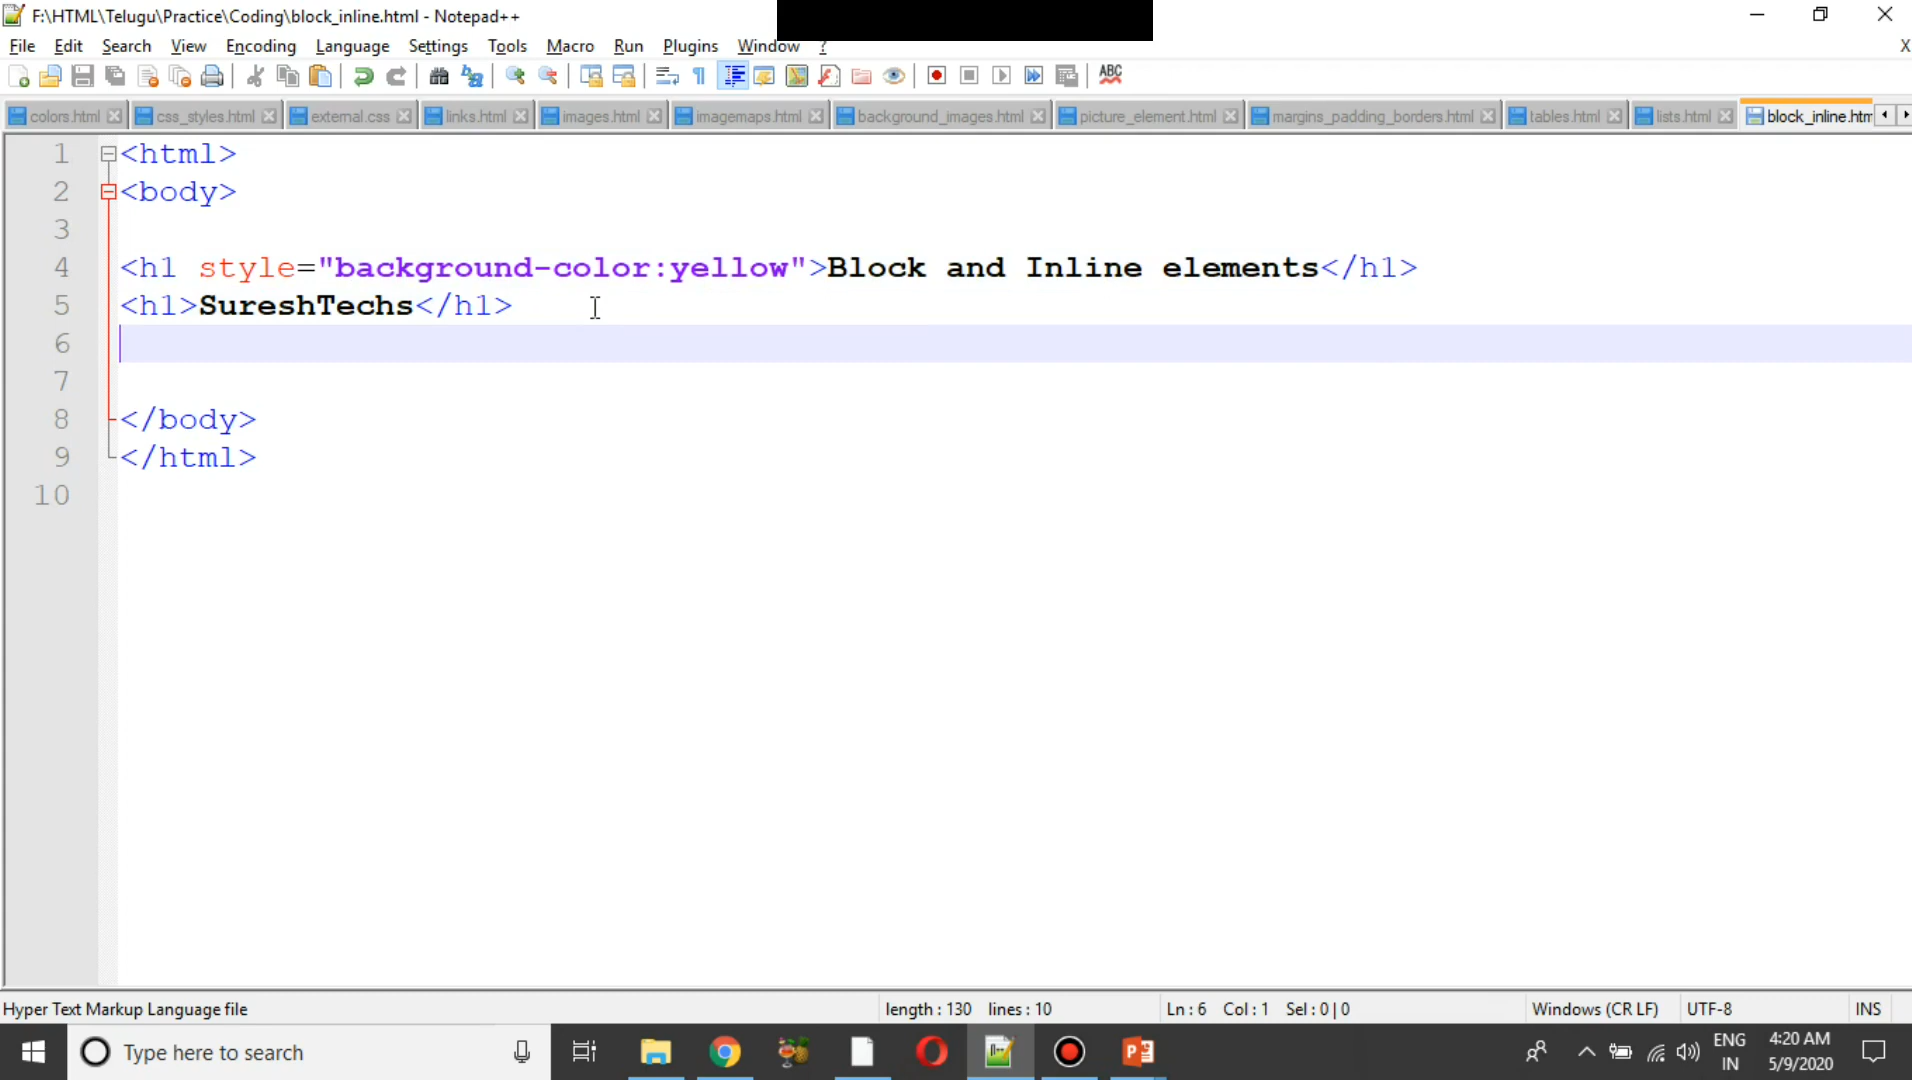 F:\HTML\Telugu\Practice\Coding\block_inline.html - Notepad++
File Edit Search View Encoding Language Settings Tools Macro Run Plugins Window ? X
ABC
colors.html css_styles.html external.css links.html images.html imagemaps.html background_images.html picture_element.html margins_padding_borders.html tables.html lists.html block_inline.htm
1 <html>
2 <body>
3
4 <h1 style="background-color:yellow">Block and Inline elements</h1>
5 <h1>SureshTechs</h1>
6
7
8 </body>
9 </html>
10
Hyper Text Markup Language file length : 130 lines : 10 Ln : 6 Col : 1 Sel : 0 | 0 Windows (CR LF) UTF-8 INS
Type here to search
ENG 4:20 AM
IN 5/9/2020